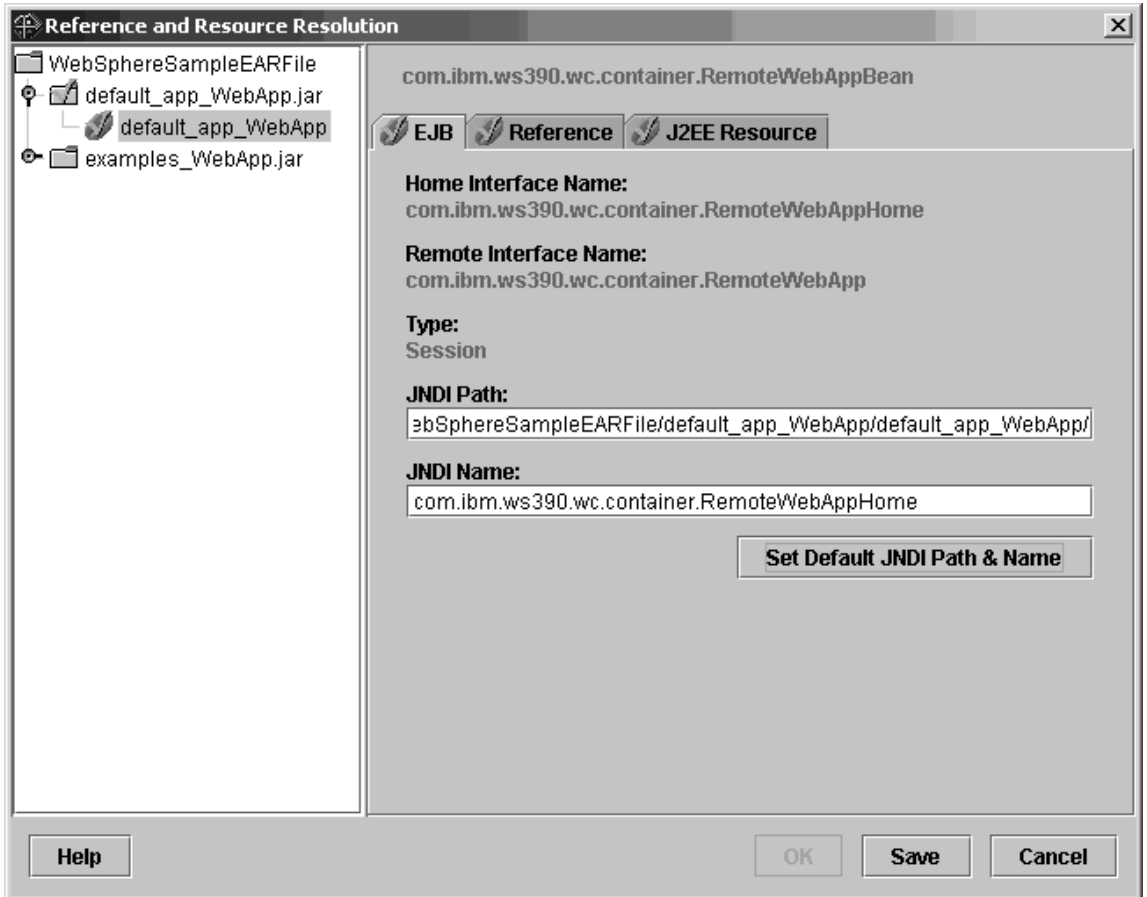 Reference and Resource Resolution
WebSphereSampleEARFile
default_app_WebApp.jar
default_app_WebApp
examples_WebApp.jar
com.ibm.ws390.wc.container.RemoteWebAppBean
EJB
Reference
J2EE Resource
Home Interface Name:
com.ibm.ws390.wc.container.RemoteWebAppHome
Remote Interface Name:
com.ibm.ws390.wc.container.RemoteWebApp
Type:
Session
JNDI Path:
ebSphereSampleEARFile/default_app_WebApp/default_app_WebApp/
JNDI Name:
com.ibm.ws390.wc.container.RemoteWebAppHome
Set Default JNDI Path & Name
Help
OK
Save
Cancel